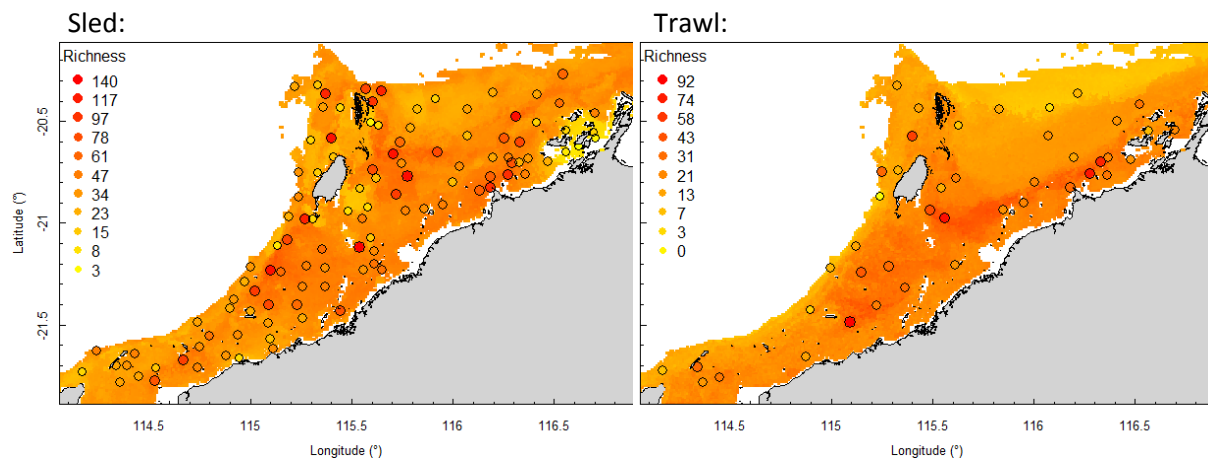 Sled:
Trawl:
Richness
140
117
97
78
61
47
34
23
15
8
3
Richness
92
74
58
43
31
21
13
7
3
0
Latitude (°)
-20.5
-21
-21.5
114.5 115 115.5 116 116.5
Longitude (°)
114.5 115 115.5 116 116.5
Longitude (°)